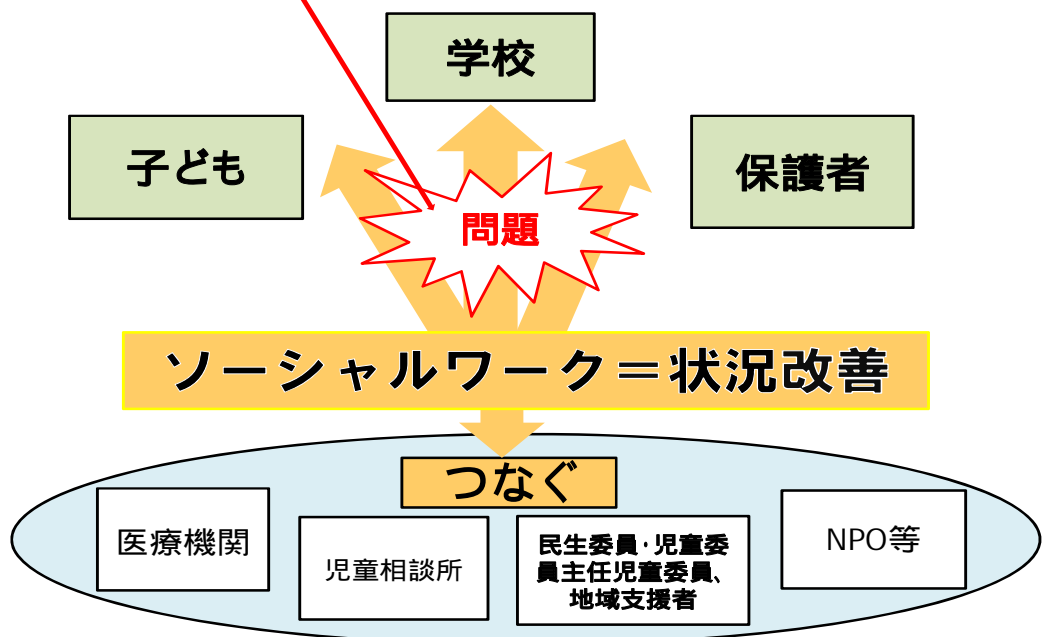 学校
子ども
保護者
問題
ソーシャルワーク＝状況改善
つなぐ
医療機関
児童相談所
民生委員・児童委
員主任児童委員、
地域支援者
NPO等